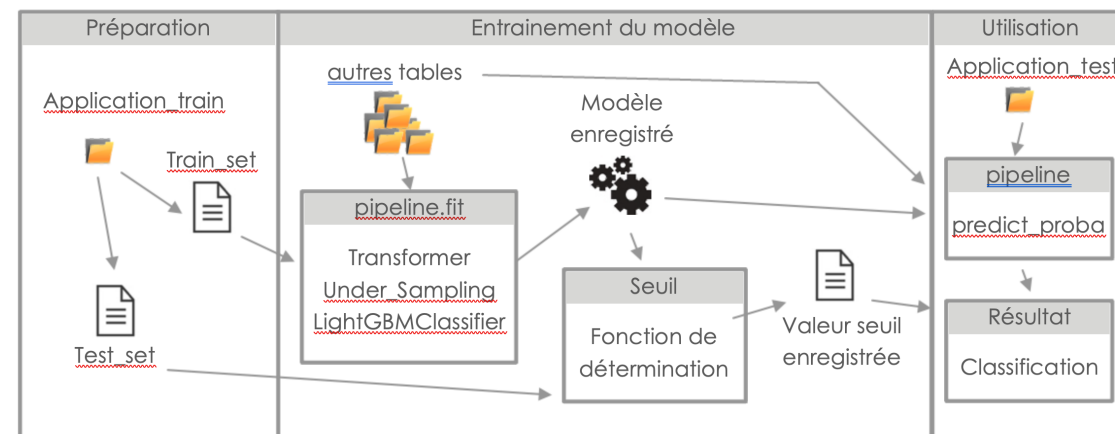 Préparation
Entrainement du modèle
Utilisation
Application_train
Train_set
Test_set
autres tables
pipeline.fit
Transformer
Under_Sampling
LightGBMClassifier
Modèle
enregistré
Seuil
Fonction de
détermination
Valeur seuil
enregistrée
Application_test
pipeline
predict_proba
Résultat
Classification